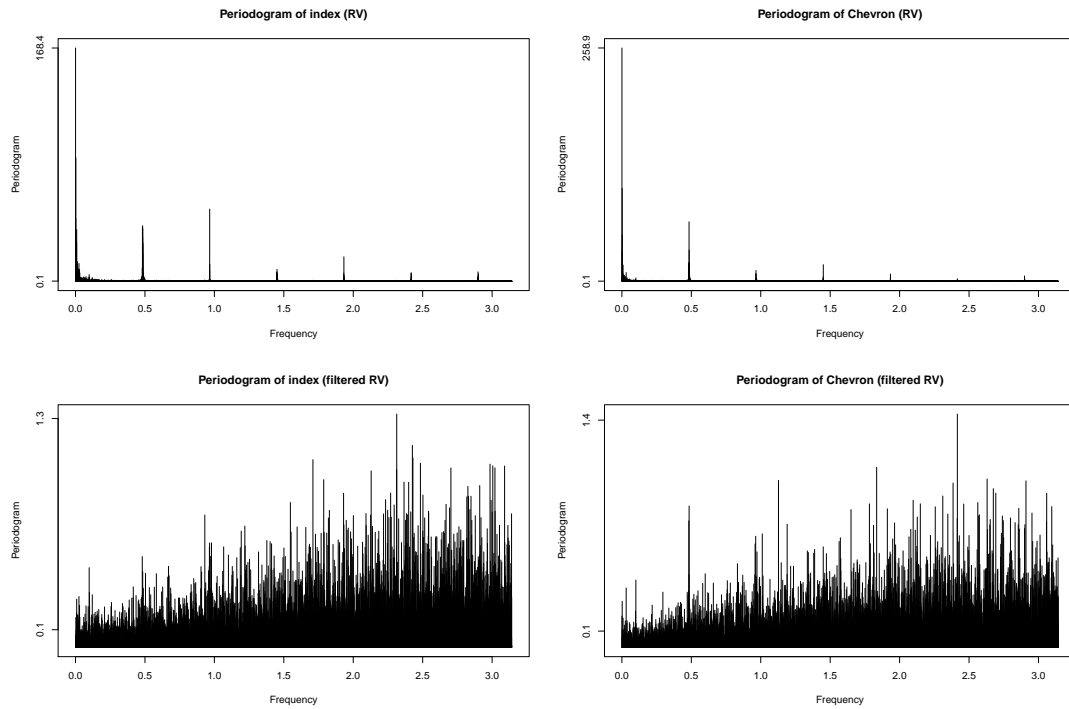 Periodogram of index (RV)
168.4
0.1
Periodogram
0.0 0.5 1.0 1.5 2.0 2.5 3.0
Frequency
Periodogram of Chevron (RV)
258.9
0.1
Periodogram
0.0 0.5 1.0 1.5 2.0 2.5 3.0
Frequency
Periodogram of index (filtered RV)
1.3
0.1
Periodogram
0.0 0.5 1.0 1.5 2.0 2.5 3.0
Frequency
Periodogram of Chevron (filtered RV)
1.4
0.1
Periodogram
0.0 0.5 1.0 1.5 2.0 2.5 3.0
Frequency